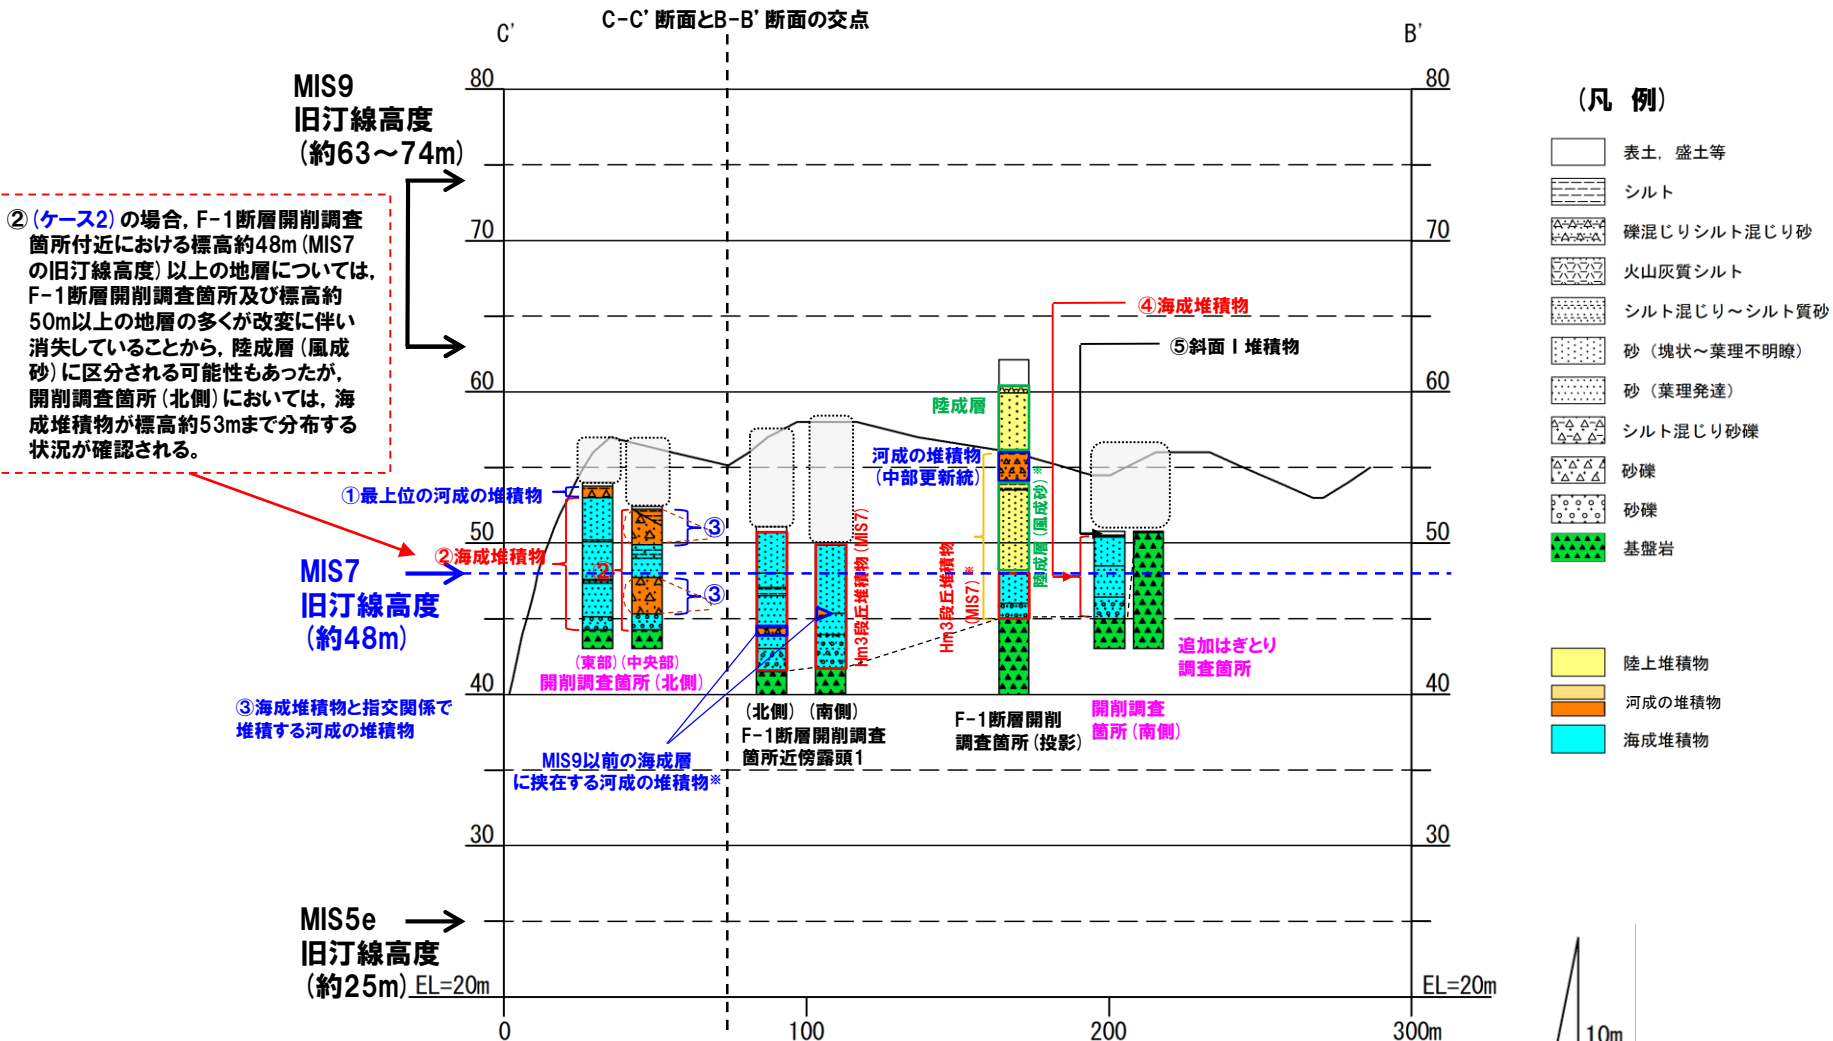 C-C’断面とB-B’断面の交点
C'
B'
MIS9
旧汀線高度
(約63～74m)
②(ケース2)の場合,F-1断層開削調査
箇所付近における標高約48m(MIS7
の旧汀線高度)以上の地層については,
F-1断層開削調査箇所及び標高約
50m以上の地層の多くが改変に伴い
消失していることから,陸成層(風成
砂)に区分される可能性もあったが,
開削調査箇所(北側)においては,海
成堆積物が標高約53mまで分布する
状況が確認される。
MIS7
旧汀線高度
(約48m)
MIS5e
旧汀線高度
(約25m)
80
70
60
50
40
30
EL=20m
80
70
60
50
40
30
EL=20m
0
100
200
300m
①最上位の河成の堆積物
②海成堆積物
2
③
③
(東部)(中央部)
開削調査箇所(北側)
③海成堆積物と指交関係で
堆積する河成の堆積物
MIS9以前の海成層
に挟在する河成の堆積物※
(北側)
(南側)
F-1断層開削調査
箇所近傍露頭1
Hm3段丘堆積物(MIS7)
河成の堆積物
(中部更新統)
陸成層
Hm3段丘堆積物
(MIS7)※
陸成層(風成砂)※
F-1断層開削
調査箇所(投影)
④海成堆積物
⑤斜面Ⅰ堆積物
開削調査
箇所(南側)
追加はぎとり
調査箇所
(凡 例)
表土, 盛土等
シルト
礫混じりシルト混じり砂
火山灰質シルト
シルト混じり～シルト質砂
砂(塊状～葉理不明瞭)
砂(葉理発達)
シルト混じり砂礫
砂礫
砂礫
基盤岩
陸上堆積物
河成の堆積物
海成堆積物
10m